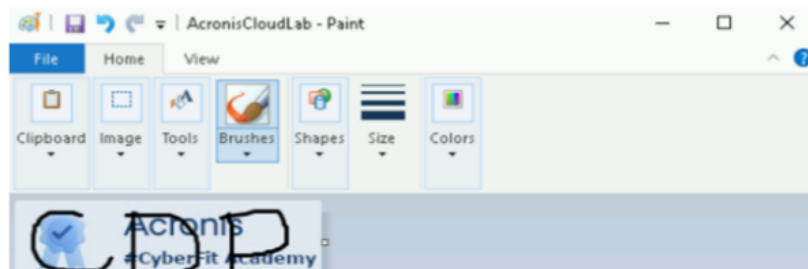 AcronisCloudLab - Paint
File Home View
Clipboard Image Tools Brushes Shapes Size Colors
CDP
Acronis
#CyberFit Academy